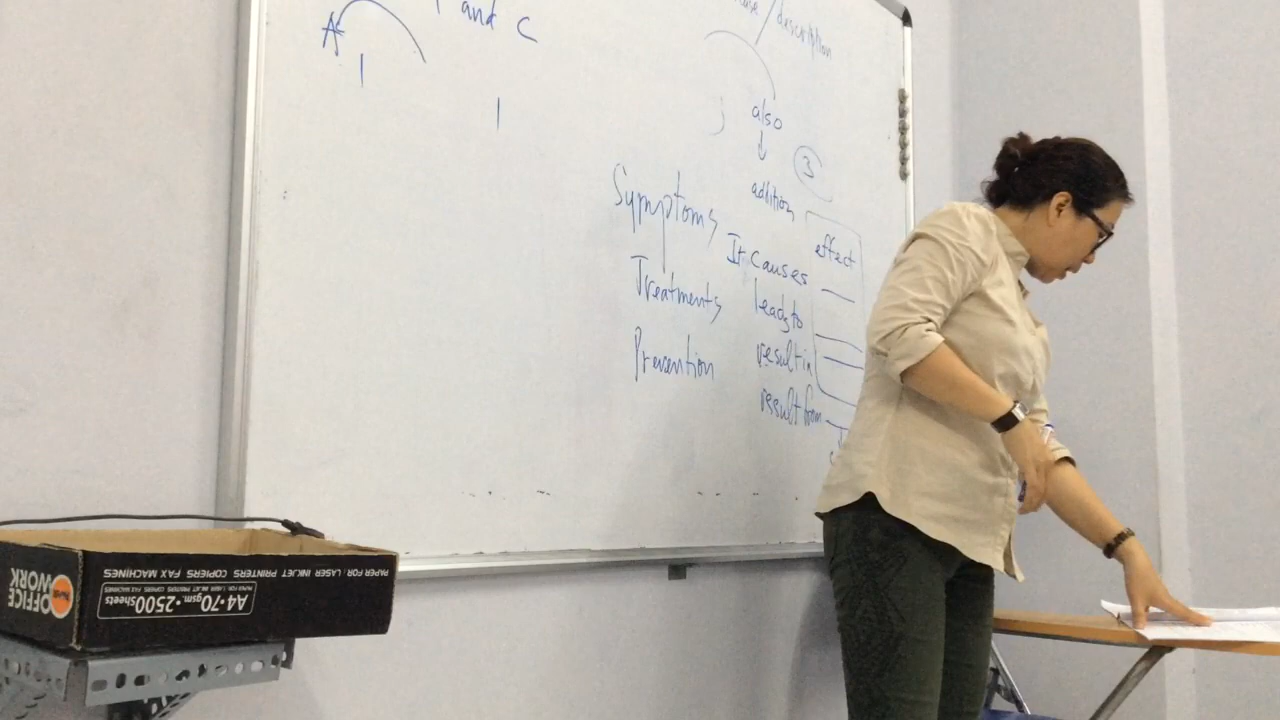 and C
A
description
also
3
addition
Symptoms
effect
It causes
Treatments
leads to
Prevention
result in
result from
PAPER FOR: LASER INKJET PRINTERS COPIERS FAX MACHINES
A4•70gsm.•2500Sheets
OFFICE
WORK